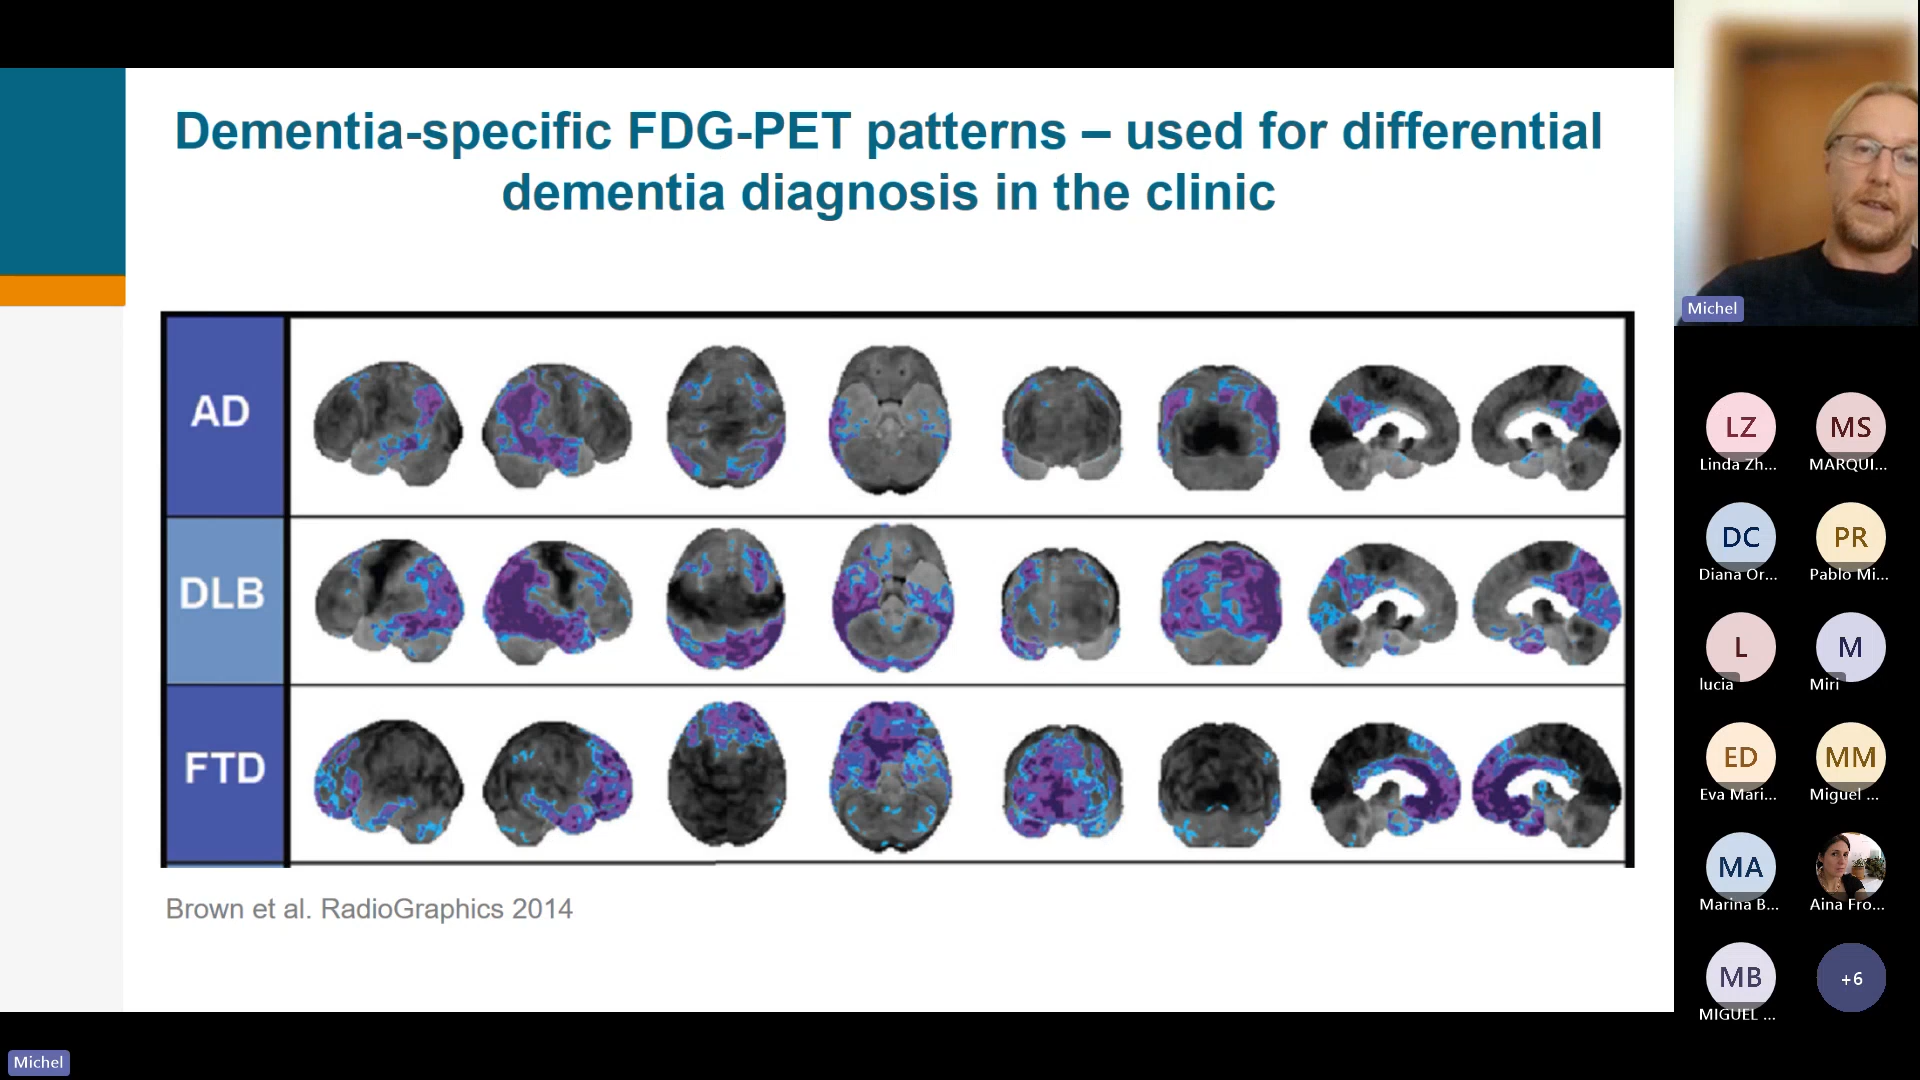 Dementia-specific FDG-PET patterns – used for differential
dementia diagnosis in the clinic
AD
DLB
FTD
Brown et al. RadioGraphics 2014
Michel
LZ
Linda Zh...
MS
MARQUI...
DC
Diana Or...
PR
Pablo Mi...
L
lucia
M
Miri
ED
Eva Mari...
MM
Miguel ...
MA
Marina B...
Aina Fro...
MB
MIGUEL ...
+6
Michel